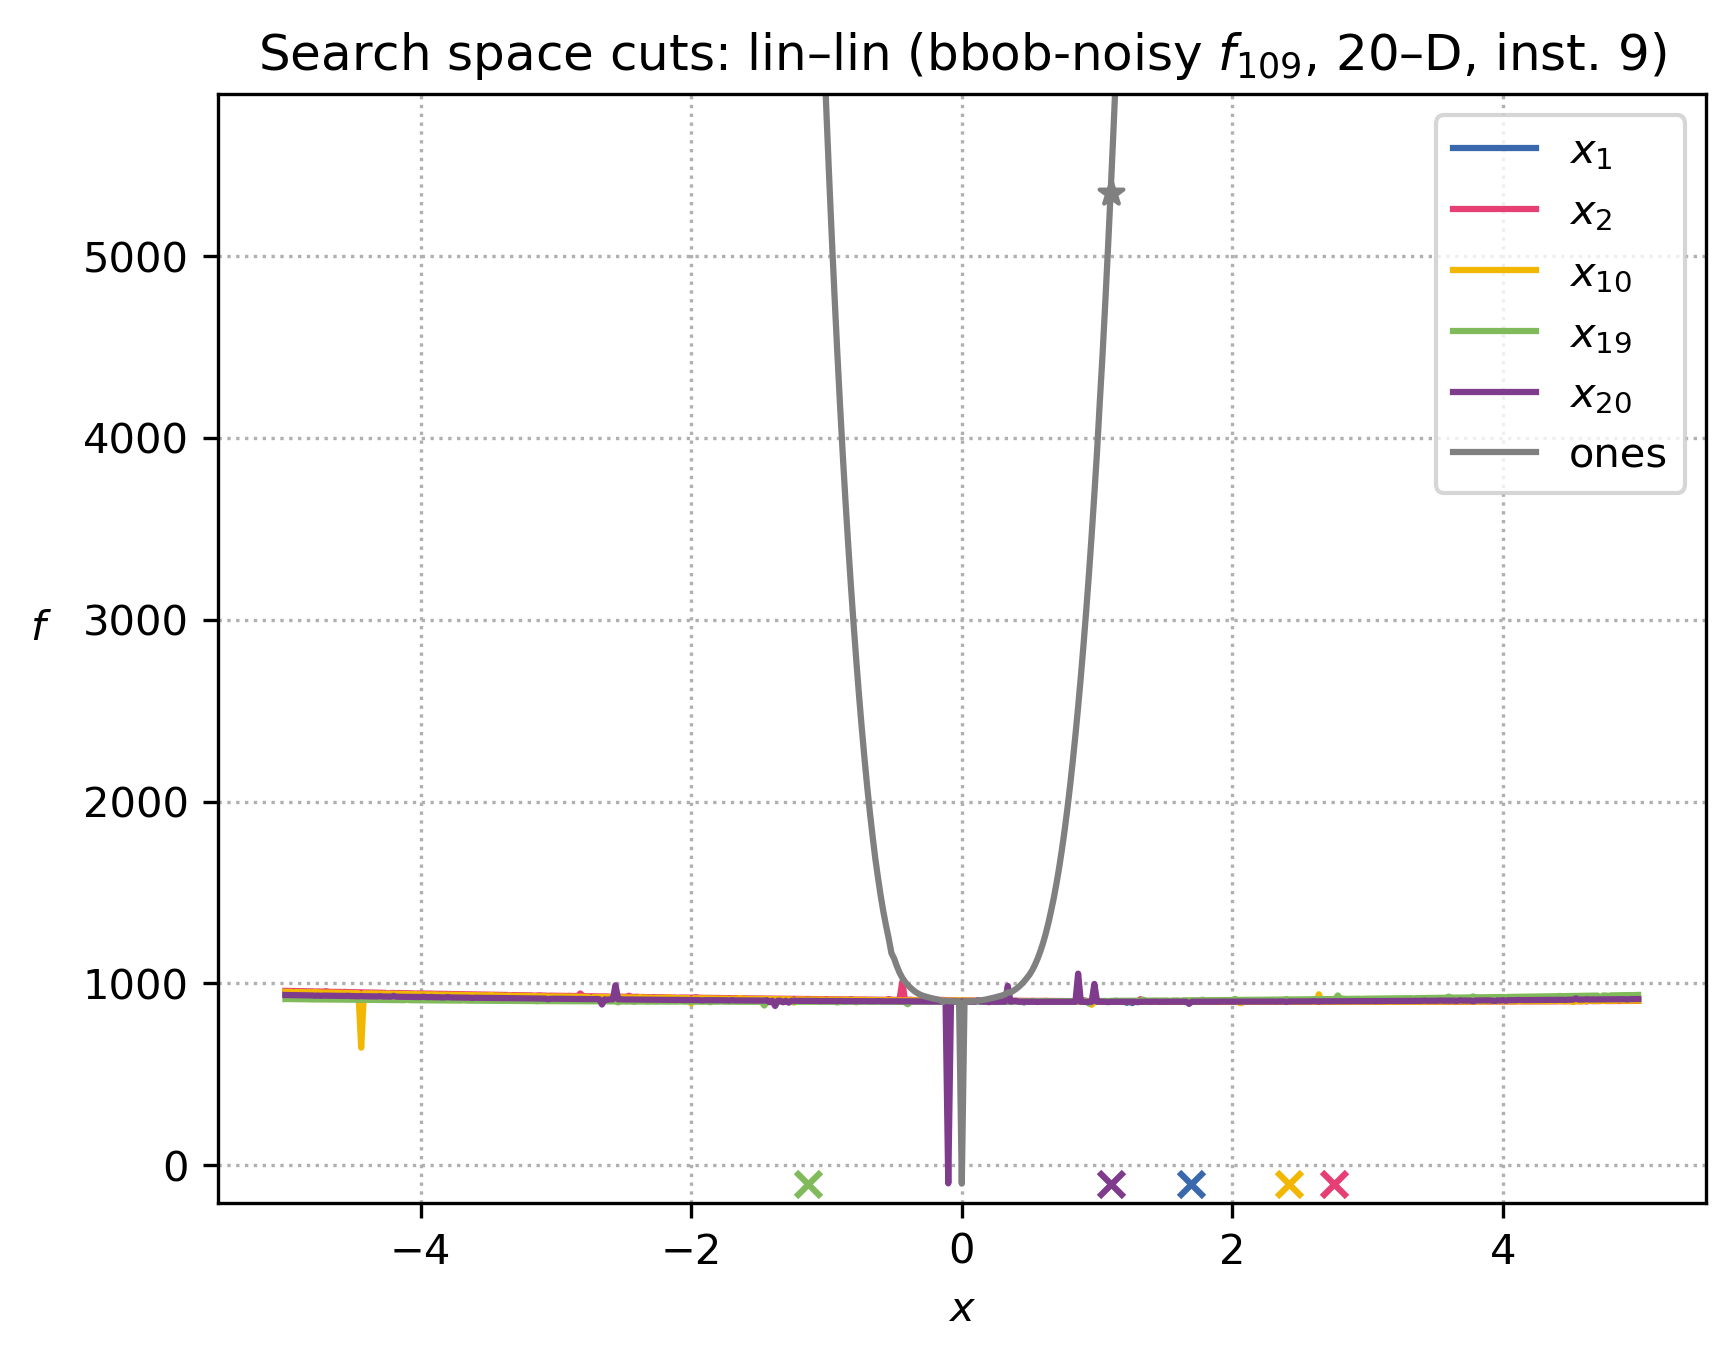 Search space cuts: lin–lin (bbob-noisy f₁₀₉, 20–D, inst. 9)
x₁
x₂
x₁₀
x₁₉
x₂₀
ones
5000
4000
3000
2000
1000
0
f
−4 −2 0 2 4
x